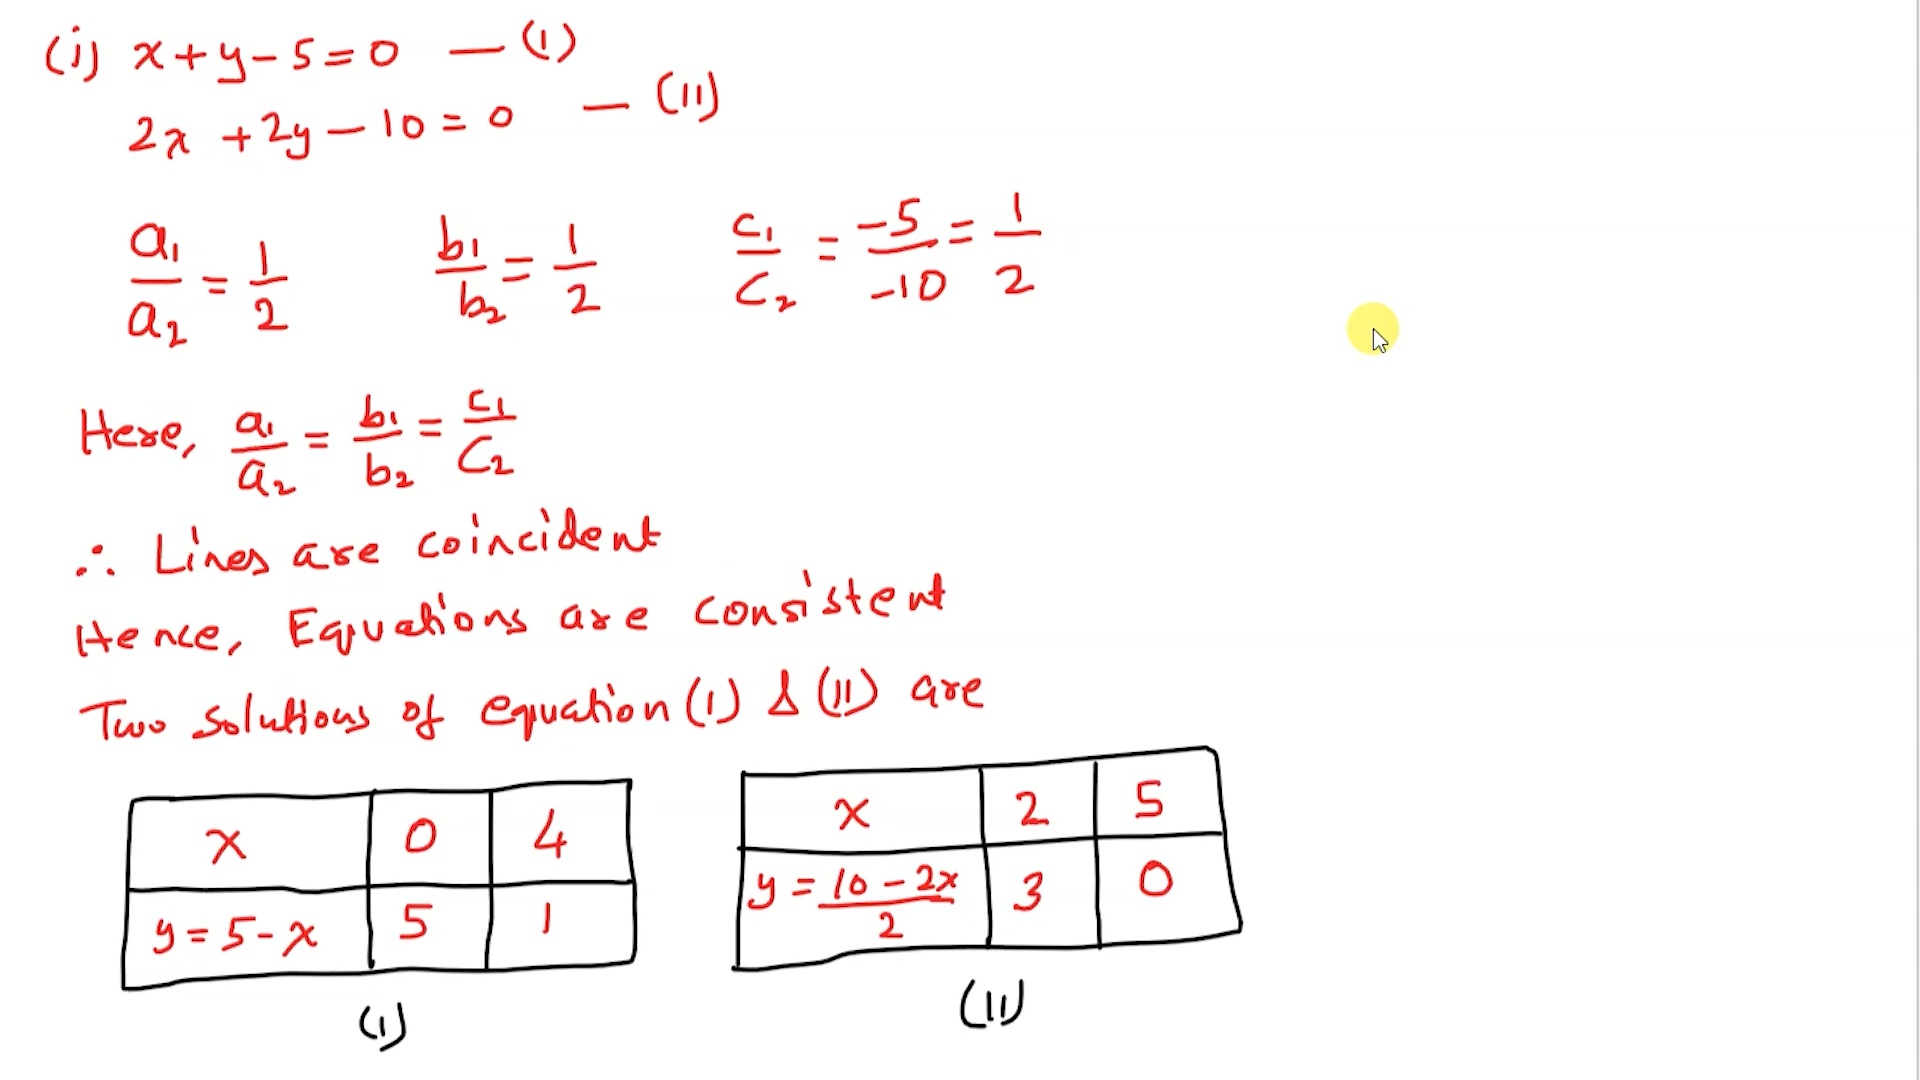 (i) x + y - 5 = 0 — (I)
2x + 2y - 10 = 0 — (II)
a₁/a₂ = 1/2 b₁/b₂ = 1/2 c₁/c₂ = -5/-10 = 1/2
Here, a₁/a₂ = b₁/b₂ = c₁/c₂
∴ Lines are coincident
Hence, Equations are consistent
Two solutions of equation (I) & (II) are
x 0 4
y = 5 - x 5 1
(I)
x 2 5
y = (10 - 2x)/2 3 0
(II)